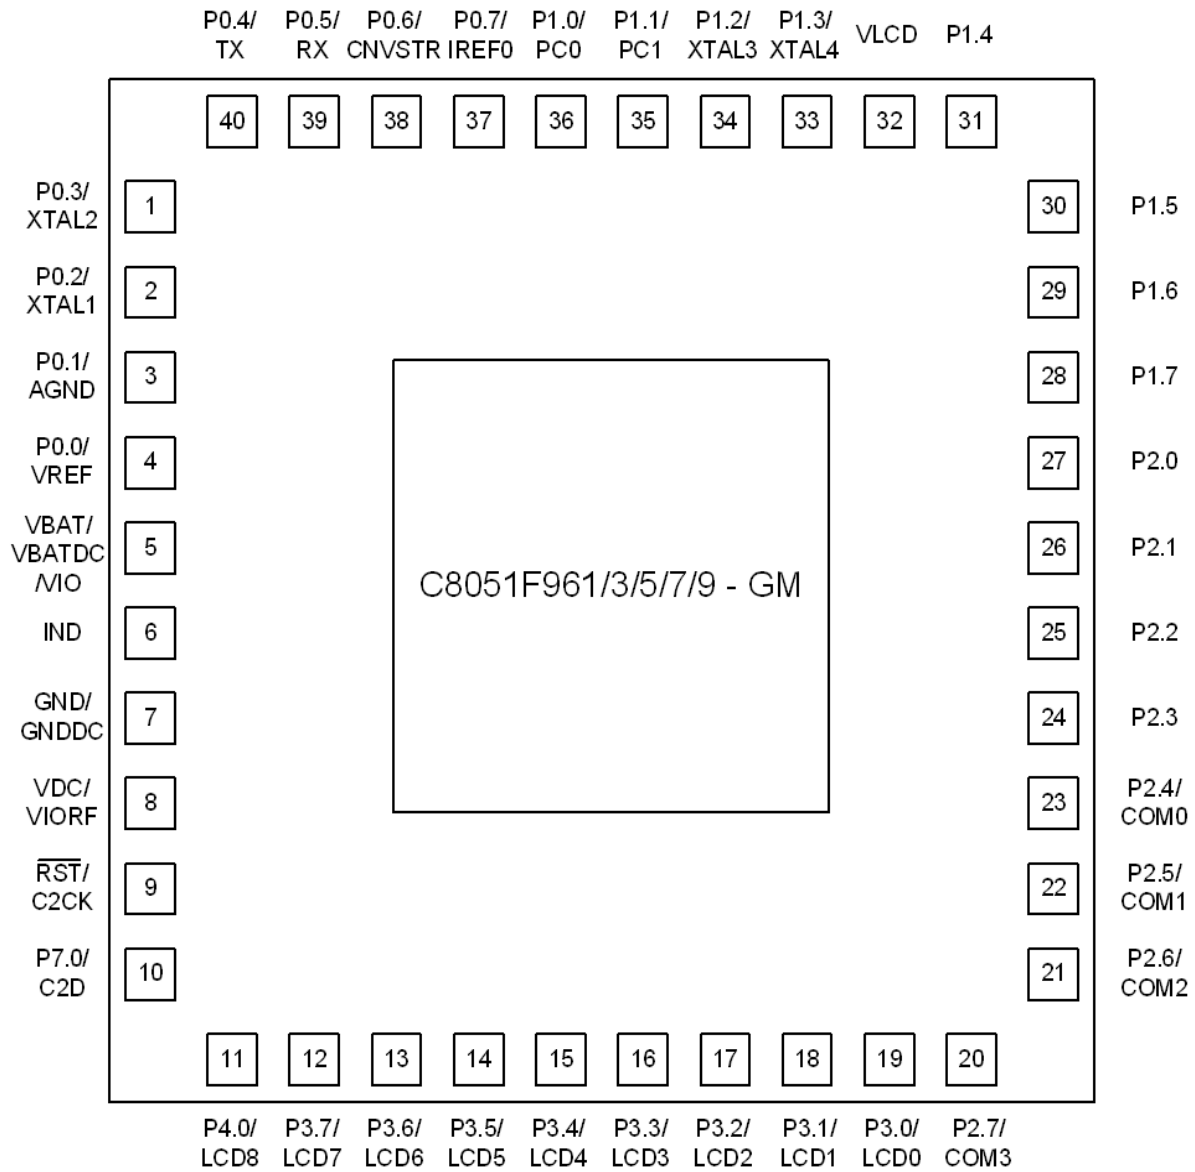 P0.4/ P0.5/ P0.6/ P0.7/ P1.0/ P1.1/ P1.2/ P1.3/ VLCD P1.4
TX RX CNVSTR IREF0 PC0 PC1 XTAL3 XTAL4
40 39 38 37 36 35 34 33 32 31
P0.3/
XTAL2
1
30
P1.5
P0.2/
XTAL1
2
29
P1.6
P0.1/
AGND
3
28
P1.7
P0.0/
VREF
4
27
P2.0
VBAT/
VBATDC
/VIO
5
26
P2.1
C8051F961/3/5/7/9 - GM
IND
6
25
P2.2
GND/
GNDDC
7
24
P2.3
VDC/
VIORF
8
23
P2.4/
COM0
RST/
C2CK
9
22
P2.5/
COM1
P7.0/
C2D
10
21
P2.6/
COM2
11 12 13 14 15 16 17 18 19 20
P4.0/ P3.7/ P3.6/ P3.5/ P3.4/ P3.3/ P3.2/ P3.1/ P3.0/ P2.7/
LCD8 LCD7 LCD6 LCD5 LCD4 LCD3 LCD2 LCD1 LCD0 COM3